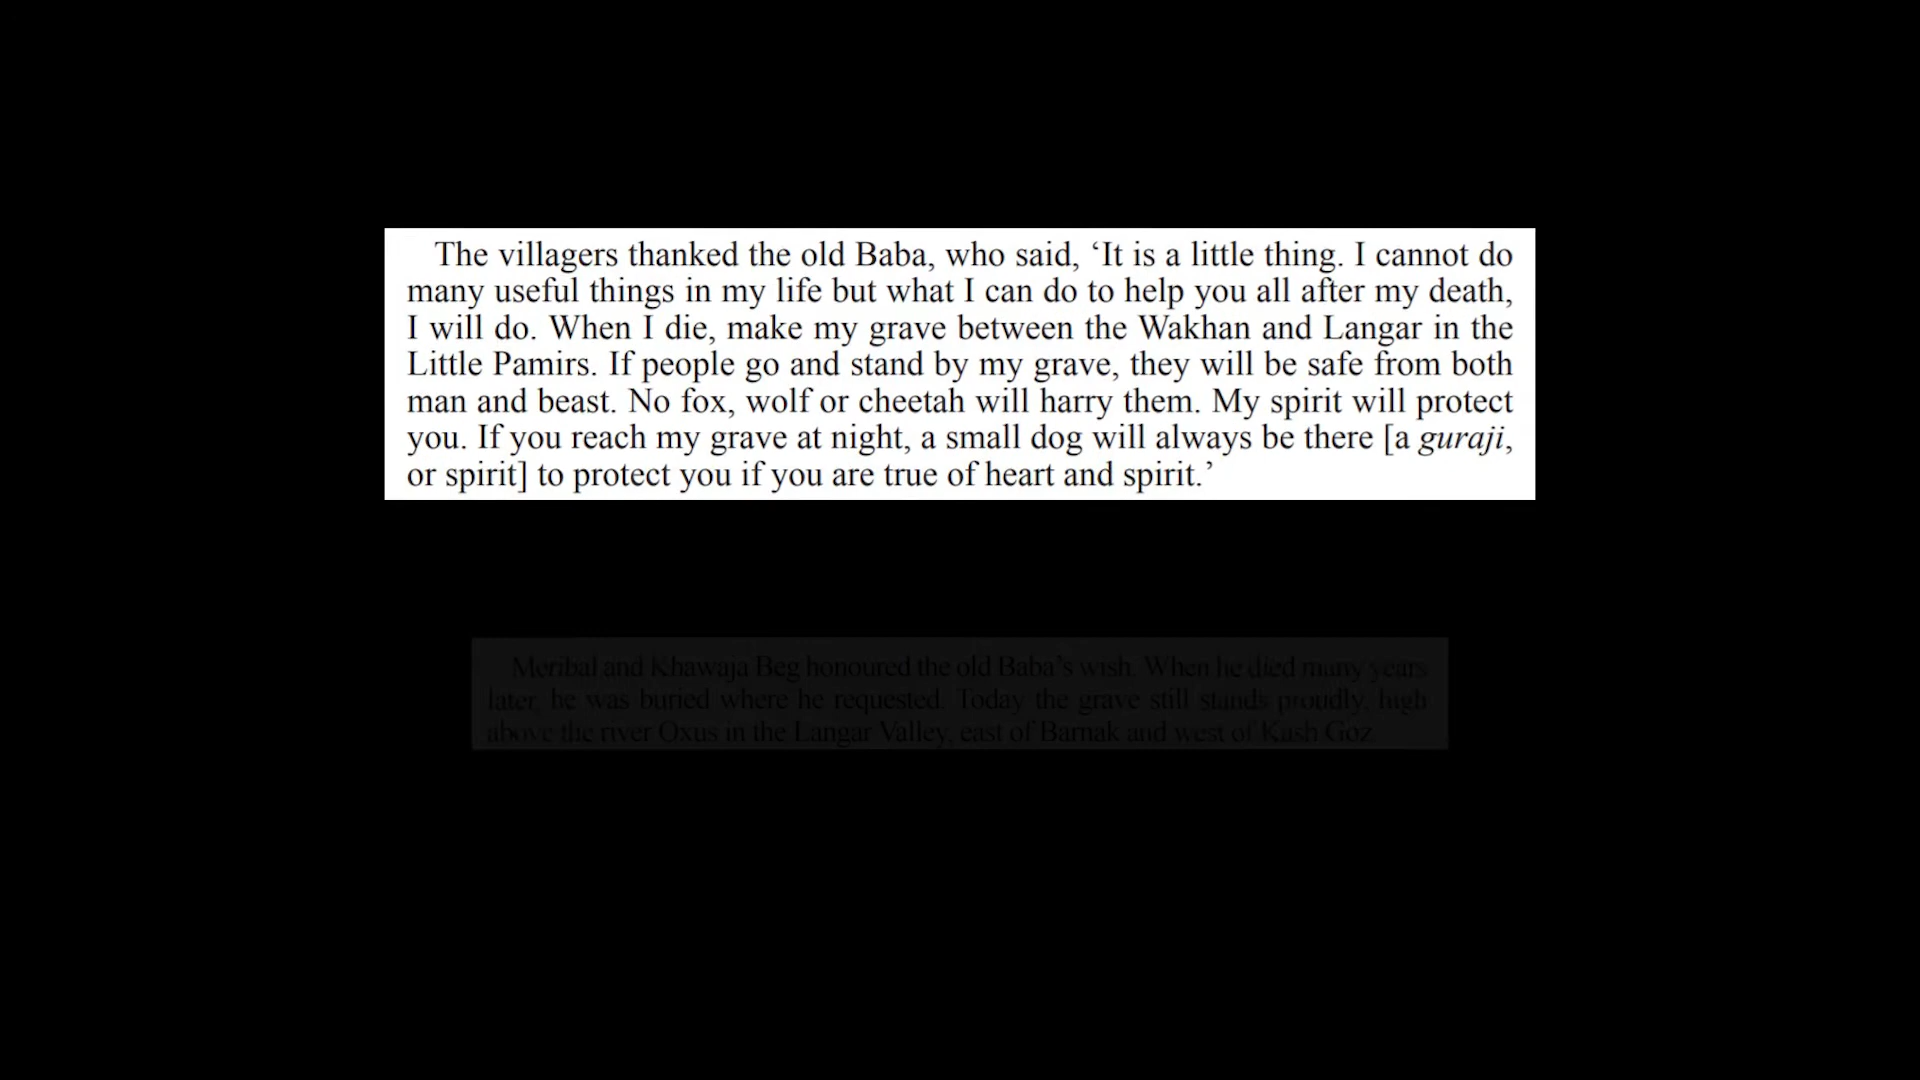 The villagers thanked the old Baba, who said, ‘It is a little thing. I cannot do
many useful things in my life but what I can do to help you all after my death,
I will do. When I die, make my grave between the Wakhan and Langar in the
Little Pamirs. If people go and stand by my grave, they will be safe from both
man and beast. No fox, wolf or cheetah will harry them. My spirit will protect
you. If you reach my grave at night, a small dog will always be there [a guraji,
or spirit] to protect you if you are true of heart and spirit.’
Meribal and Khawaja Beg honoured the old Baba’s wish. When he died many years
later, he was buried where he requested. Today the grave still stands proudly, high
above the river Oxus in the Langar Valley, east of Barnak and west of Kash Goz.